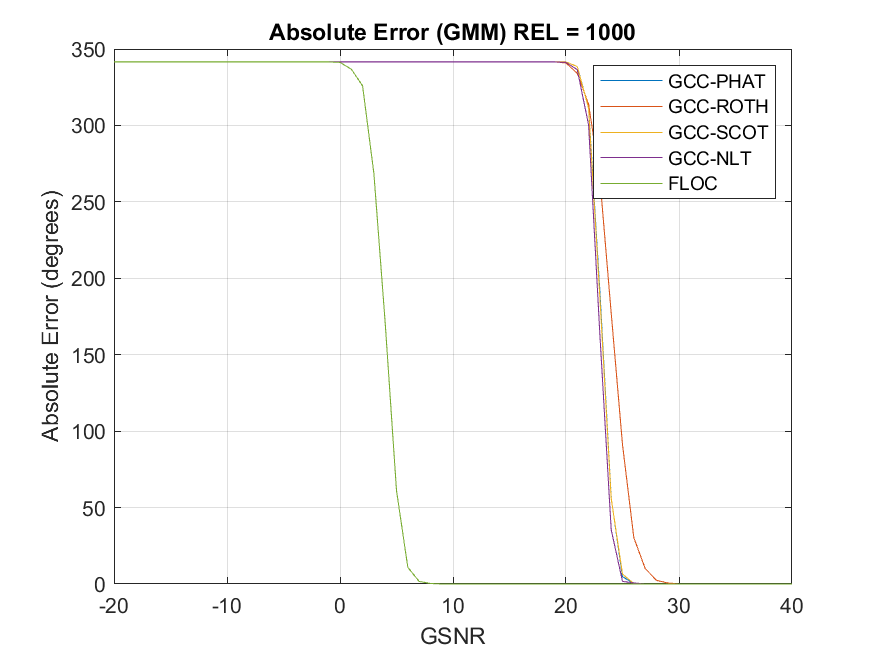 Absolute Error (GMM) REL = 1000
350
300
250
200
150
100
50
0
Absolute Error (degrees)
GCC-PHAT
GCC-ROTH
GCC-SCOT
GCC-NLT
FLOC
-20 -10 0 10 20 30 40
GSNR